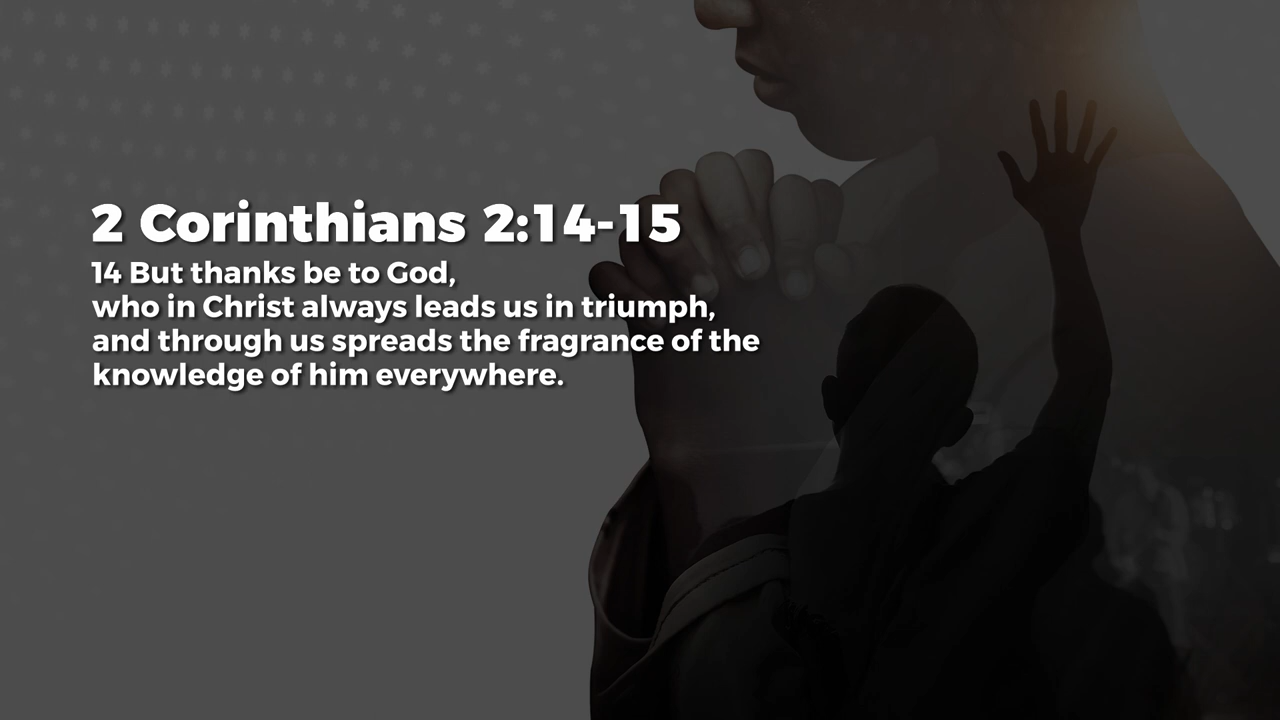 2 Corinthians 2:14-15
14 But thanks be to God,
who in Christ always leads us in triumph,
and through us spreads the fragrance of the
knowledge of him everywhere.